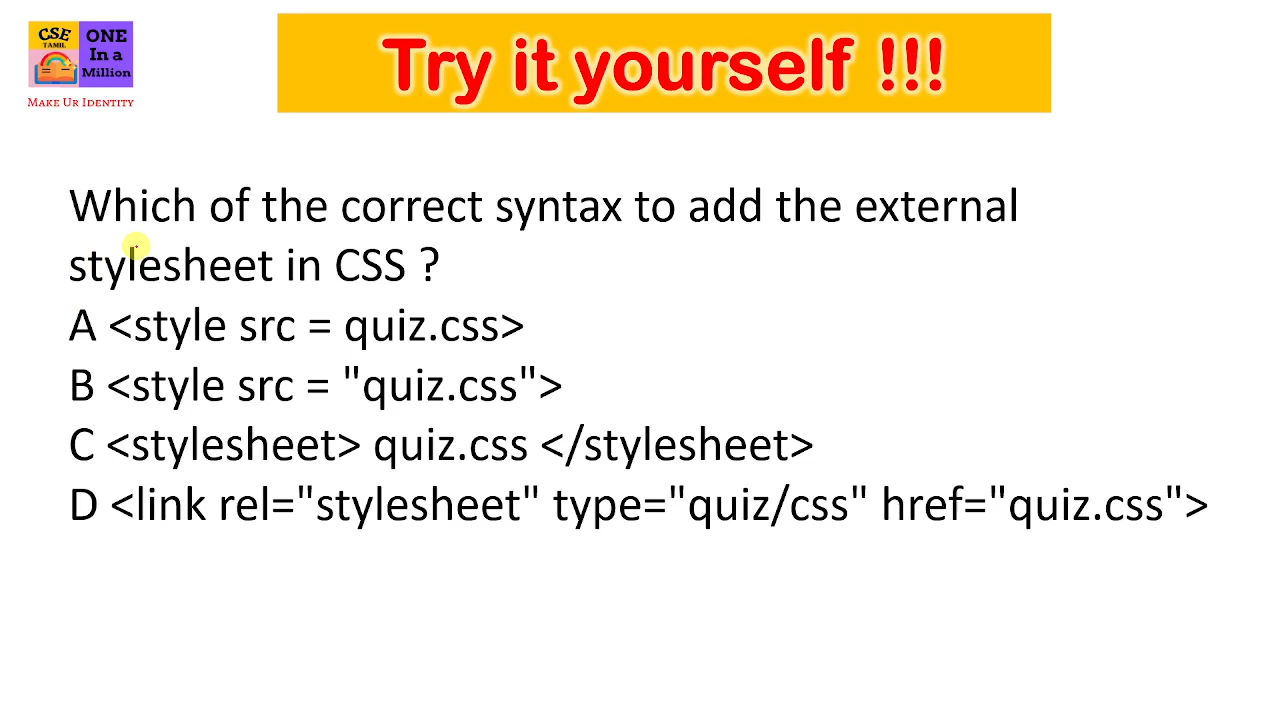 CSE
TAMIL
ONE
In a
Million
MAKE UR IDENTITY
Try it yourself !!!
Which of the correct syntax to add the external
stylesheet in CSS ?
A <style src = quiz.css>
B <style src = "quiz.css">
C <stylesheet> quiz.css </stylesheet>
D <link rel="stylesheet" type="quiz/css" href="quiz.css">